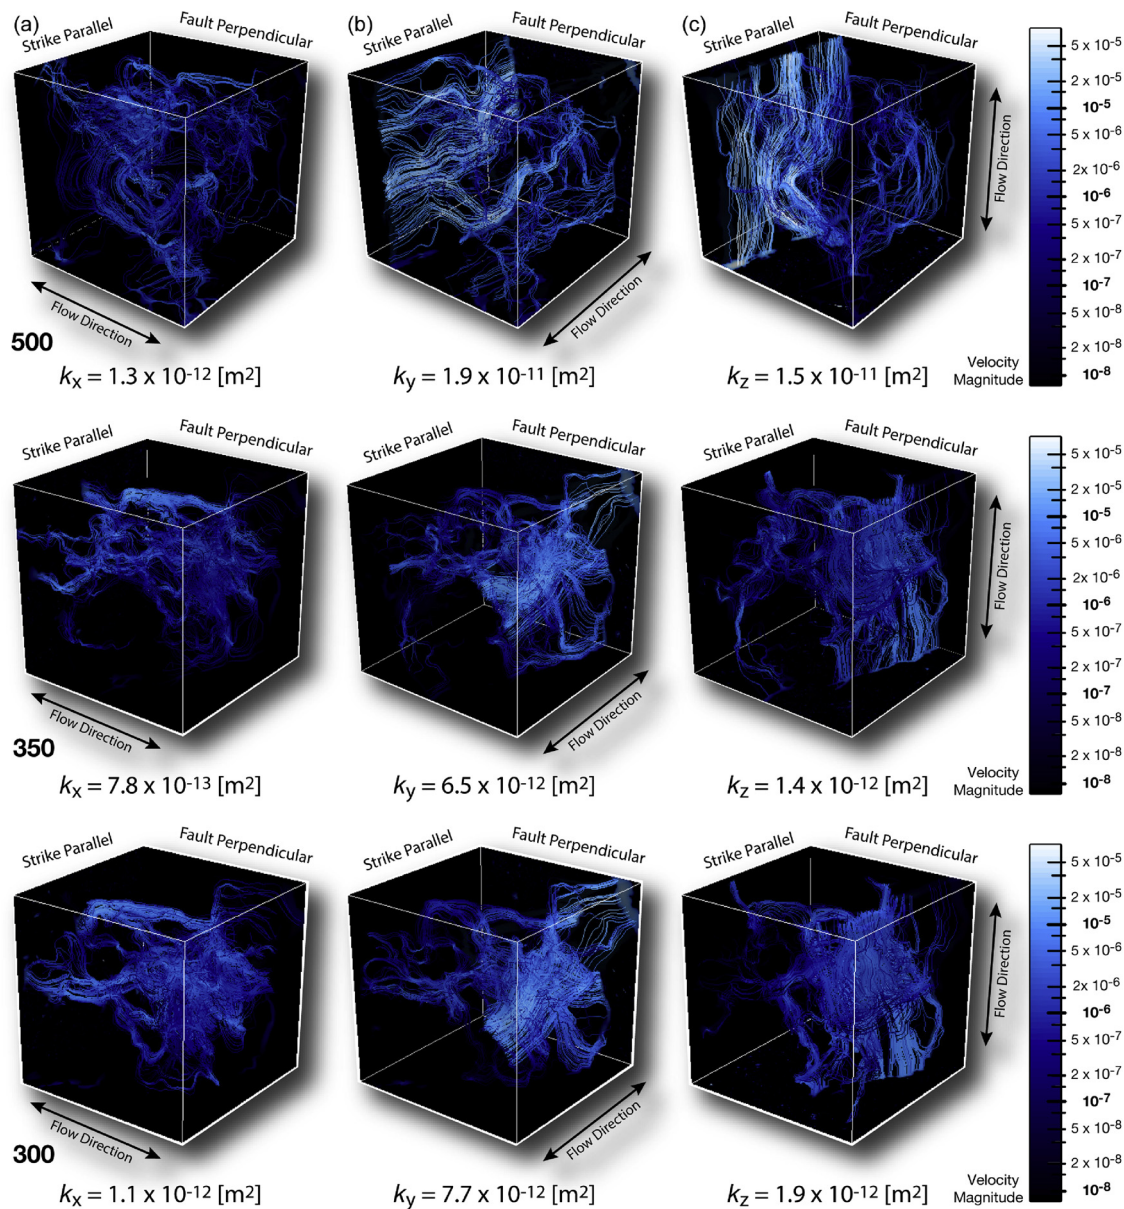 (a)
Strike Parallel
Fault Perpendicular
(b)
Strike Parallel
Fault Perpendicular
(c)
Strike Parallel
Fault Perpendicular
Flow Direction
Flow Direction
Flow Direction
5 x 10⁻⁵
2 x 10⁻⁵
10⁻⁵
5 x 10⁻⁶
2x 10⁻⁶
10⁻⁶
5 x 10⁻⁷
2 x 10⁻⁷
10⁻⁷
5 x 10⁻⁸
2 x 10⁻⁸
10⁻⁸
Velocity
Magnitude
500
kₓ = 1.3 x 10⁻¹² [m²]
k_y = 1.9 x 10⁻¹¹ [m²]
k_z = 1.5 x 10⁻¹¹ [m²]
Strike Parallel
Fault Perpendicular
Strike Parallel
Fault Perpendicular
Strike Parallel
Fault Perpendicular
Flow Direction
Flow Direction
Flow Direction
5 x 10⁻⁵
2 x 10⁻⁵
10⁻⁵
5 x 10⁻⁶
2x 10⁻⁶
10⁻⁶
5 x 10⁻⁷
2 x 10⁻⁷
10⁻⁷
5 x 10⁻⁸
2 x 10⁻⁸
10⁻⁸
Velocity
Magnitude
350
kₓ = 7.8 x 10⁻¹³ [m²]
k_y = 6.5 x 10⁻¹² [m²]
k_z = 1.4 x 10⁻¹² [m²]
Strike Parallel
Fault Perpendicular
Strike Parallel
Fault Perpendicular
Strike Parallel
Fault Perpendicular
Flow Direction
Flow Direction
Flow Direction
5 x 10⁻⁵
2 x 10⁻⁵
10⁻⁵
5 x 10⁻⁶
2x 10⁻⁶
10⁻⁶
5 x 10⁻⁷
2 x 10⁻⁷
10⁻⁷
5 x 10⁻⁸
2 x 10⁻⁸
10⁻⁸
Velocity
Magnitude
300
kₓ = 1.1 x 10⁻¹² [m²]
k_y = 7.7 x 10⁻¹² [m²]
k_z = 1.9 x 10⁻¹² [m²]